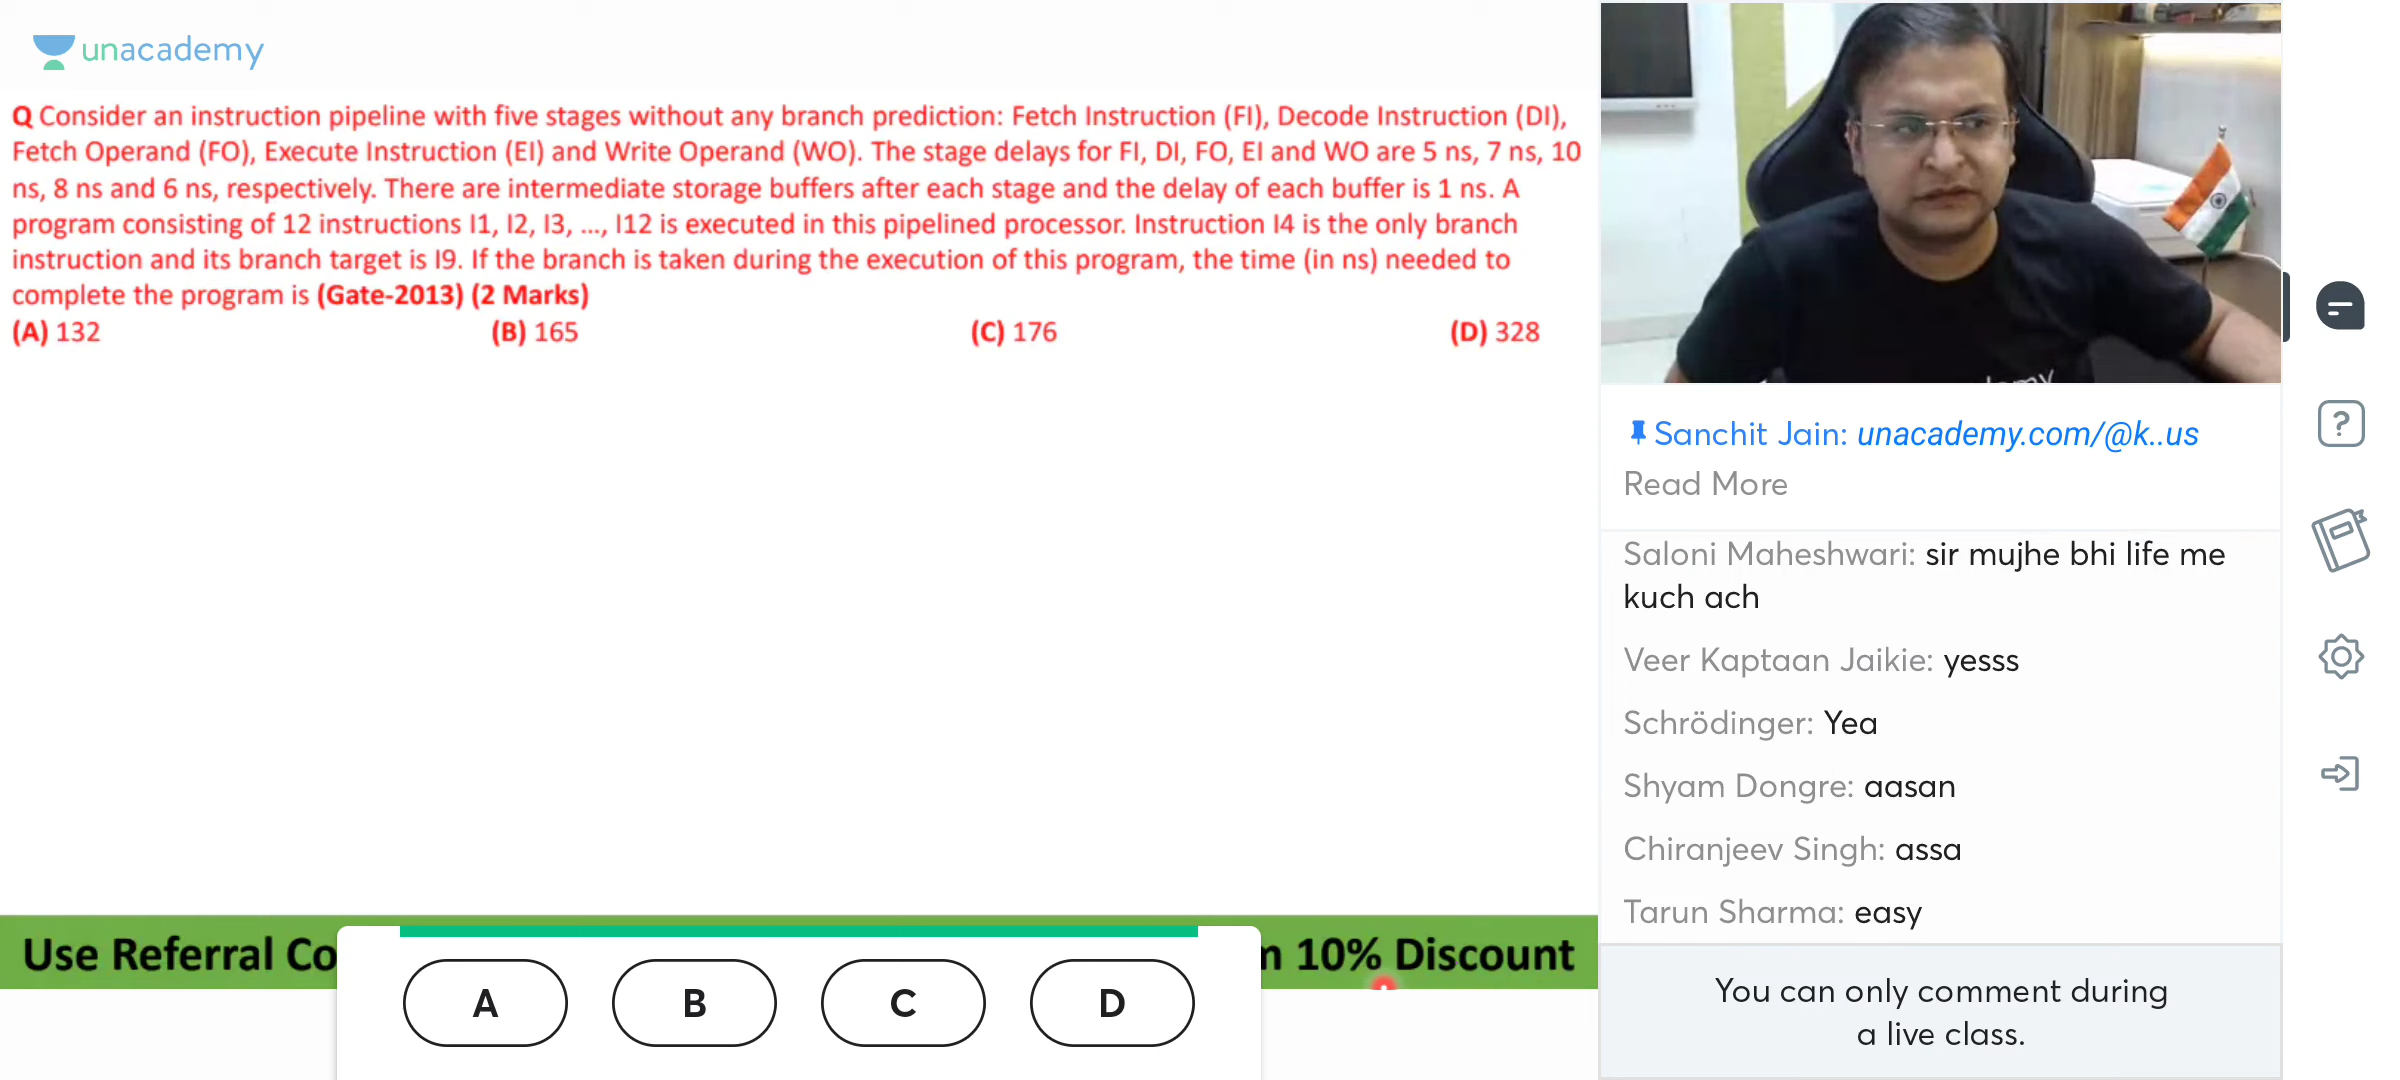 unacademy
Q Consider an instruction pipeline with five stages without any branch prediction: Fetch Instruction (FI), Decode Instruction (DI),
Fetch Operand (FO), Execute Instruction (EI) and Write Operand (WO). The stage delays for FI, DI, FO, EI and WO are 5 ns, 7 ns, 10
ns, 8 ns and 6 ns, respectively. There are intermediate storage buffers after each stage and the delay of each buffer is 1 ns. A
program consisting of 12 instructions I1, I2, I3, ..., I12 is executed in this pipelined processor. Instruction I4 is the only branch
instruction and its branch target is I9. If the branch is taken during the execution of this program, the time (in ns) needed to
complete the program is (Gate-2013) (2 Marks)
(A) 132 (B) 165 (C) 176 (D) 328
Use Referral Co
10% Discount
A B C D
Sanchit Jain: unacademy.com/@k..us
Read More
Saloni Maheshwari: sir mujhe bhi life me
kuch ach
Veer Kaptaan Jaikie: yesss
Schrödinger: Yea
Shyam Dongre: aasan
Chiranjeev Singh: assa
Tarun Sharma: easy
You can only comment during
a live class.